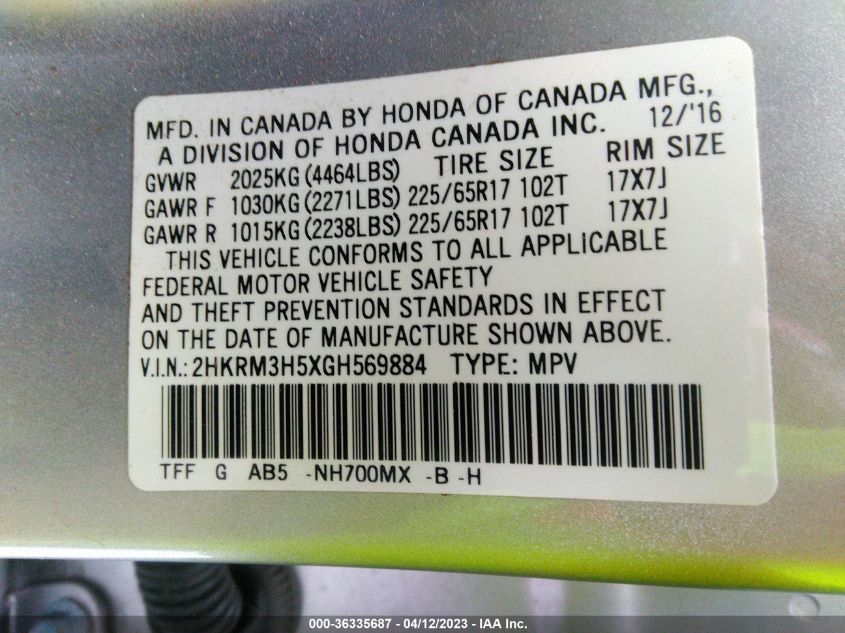 MFD. IN CANADA BY HONDA OF CANADA MFG.,
A DIVISION OF HONDA CANADA INC. 12/'16
GVWR 2025KG (4464LBS) TIRE SIZE RIM SIZE
GAWR F 1030KG (2271LBS) 225/65R17 102T 17X7J
GAWR R 1015KG (2238LBS) 225/65R17 102T 17X7J
THIS VEHICLE CONFORMS TO ALL APPLICABLE
FEDERAL MOTOR VEHICLE SAFETY
AND THEFT PREVENTION STANDARDS IN EFFECT
ON THE DATE OF MANUFACTURE SHOWN ABOVE.
V.I.N.: 2HKRM3H5XGH569884 TYPE: MPV
TFF G AB5 -NH700MX -B -H
000-36335687 - 04/12/2023 - IAA Inc.